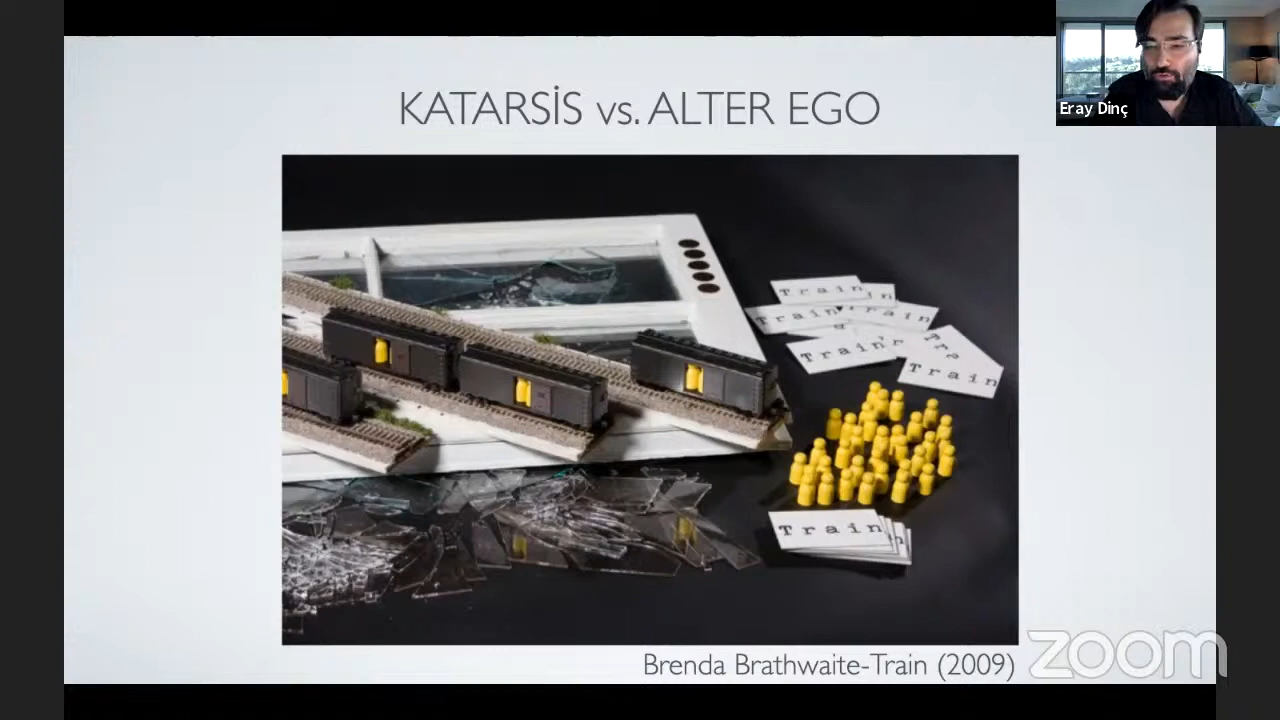 KATARSİS vs. ALTER EGO
Eray Dinç
Train
Train
Train
Train
Train
Train
Brenda Brathwaite-Train (2009)
zoom